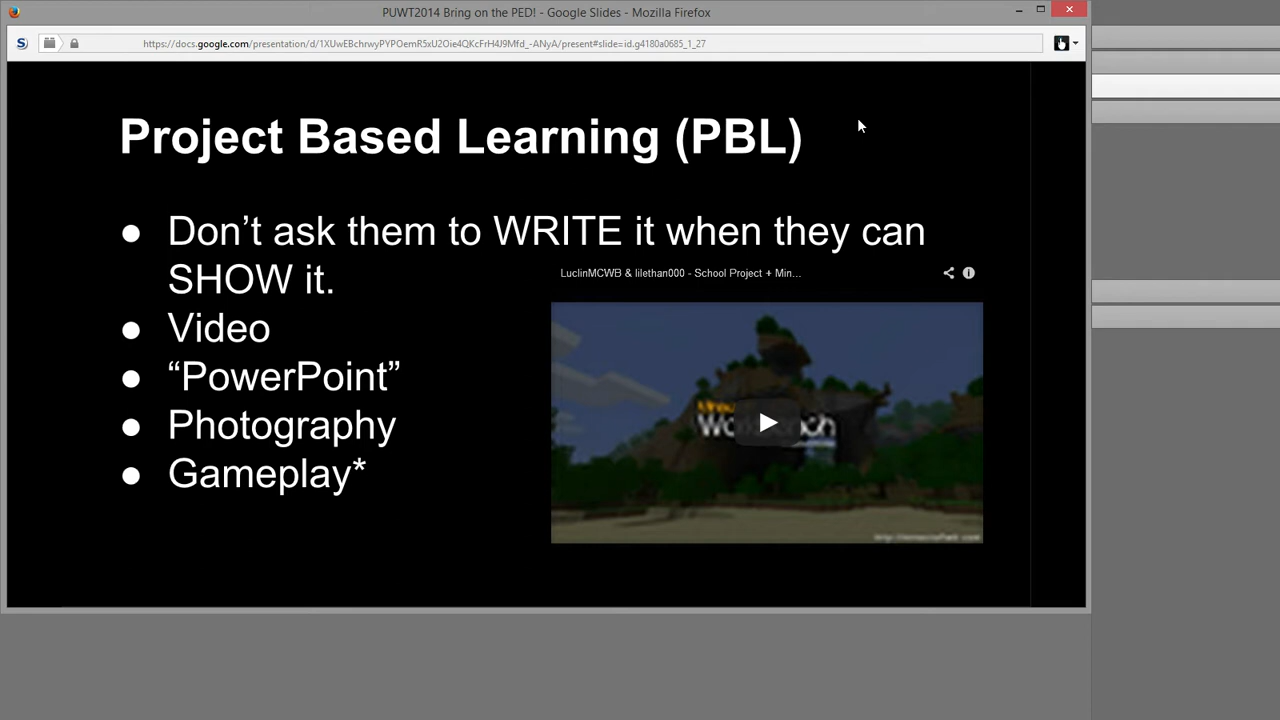 PUWT2014 Bring on the PED! - Google Slides - Mozilla Firefox
https://docs.google.com/presentation/d/1XUwEBchrwyPYPOemR5xU2Oie4QKcFrH4J9Mfd_-ANyA/present#slide=id.g4180a0685_1_27
Project Based Learning (PBL)
● Don’t ask them to WRITE it when they can
SHOW it.
● Video
● “PowerPoint”
● Photography
● Gameplay*
LuclinMCWB & lilethan000 - School Project + Min...